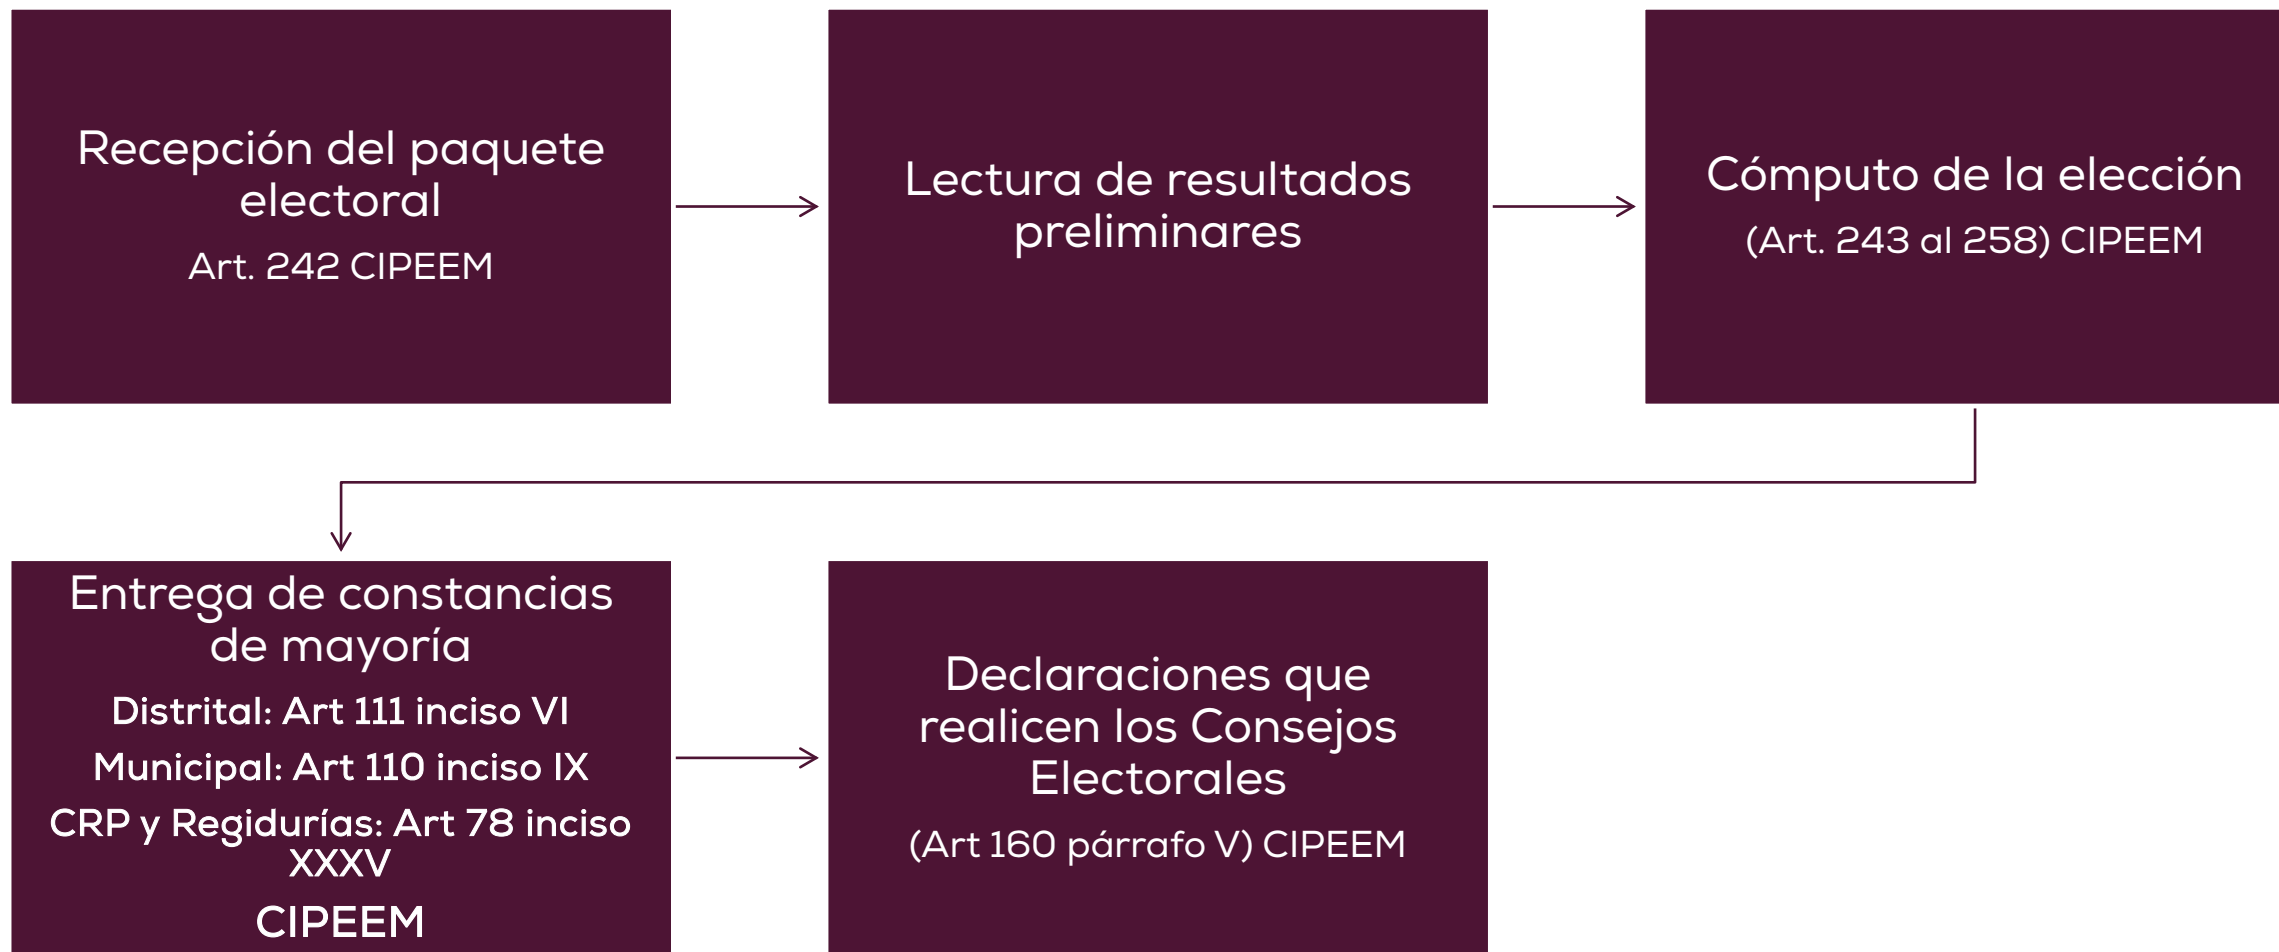 Recepción del paquete
electoral
Art. 242 CIPEEM
Lectura de resultados
preliminares
Cómputo de la elección
(Art. 243 al 258) CIPEEM
Entrega de constancias
de mayoría
Distrital: Art 111 inciso VI
Municipal: Art 110 inciso IX
CRP y Regidurías: Art 78 inciso
XXXV
CIPEEM
Declaraciones que
realicen los Consejos
Electorales
(Art 160 párrafo V) CIPEEM